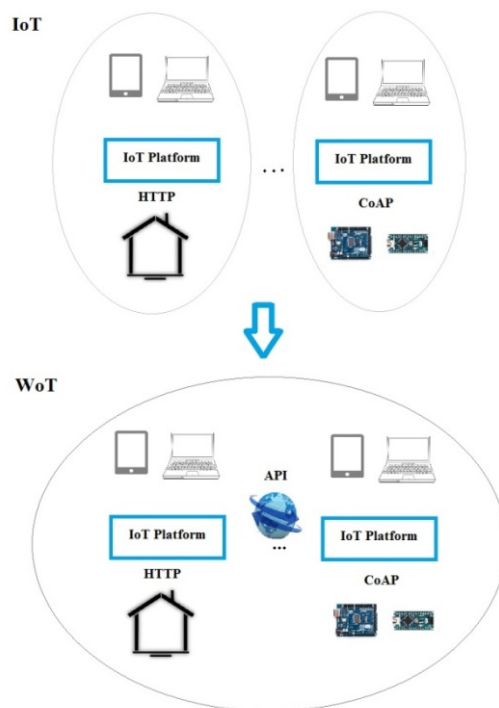 IoT
IoT Platform
...
IoT Platform
HTTP
CoAP
WoT
API
IoT Platform
...
IoT Platform
HTTP
CoAP